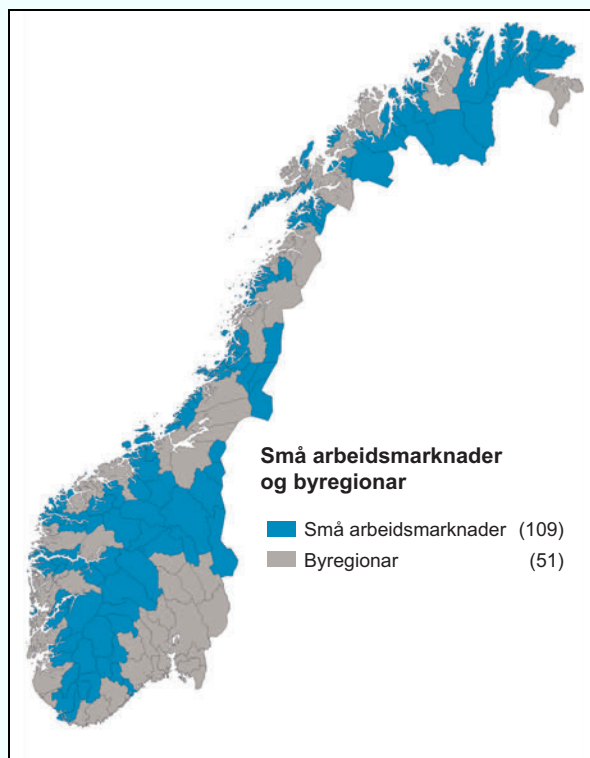 Små arbeidsmarknader
og byregionar
Små arbeidsmarknader (109)
Byregionar (51)